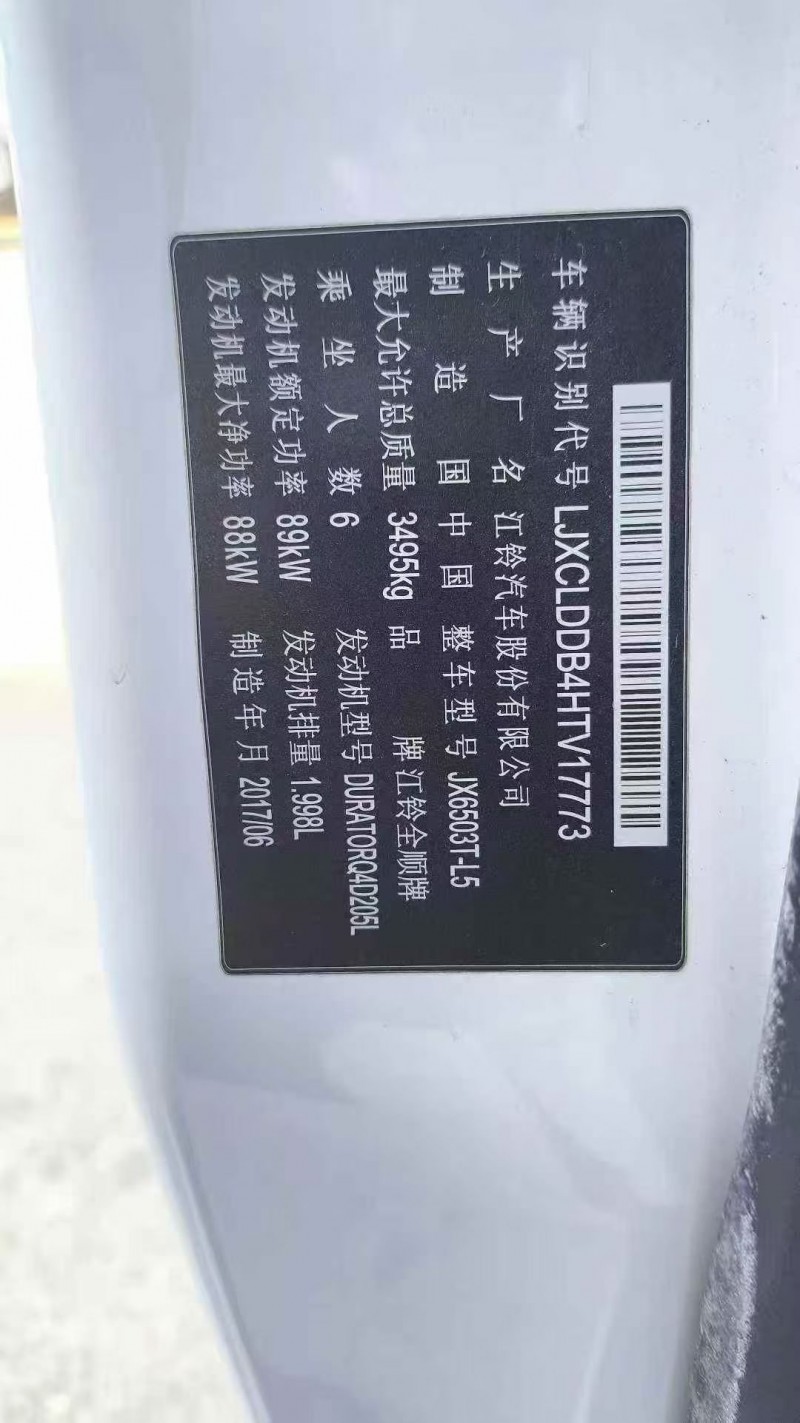 车辆识别代号 LJXCLDDB4HTV17773
生产厂名 江铃汽车股份有限公司
制造国 中国 整车型号 JX6503T-L5
最大允许总质量 3495kg 品牌 江铃全顺牌
乘坐人数 6 发动机型号 DURATORQ4D205L
发动机额定功率 89kW 发动机排量 1.998L
发动机最大净功率 88kW 制造年月 2017/06